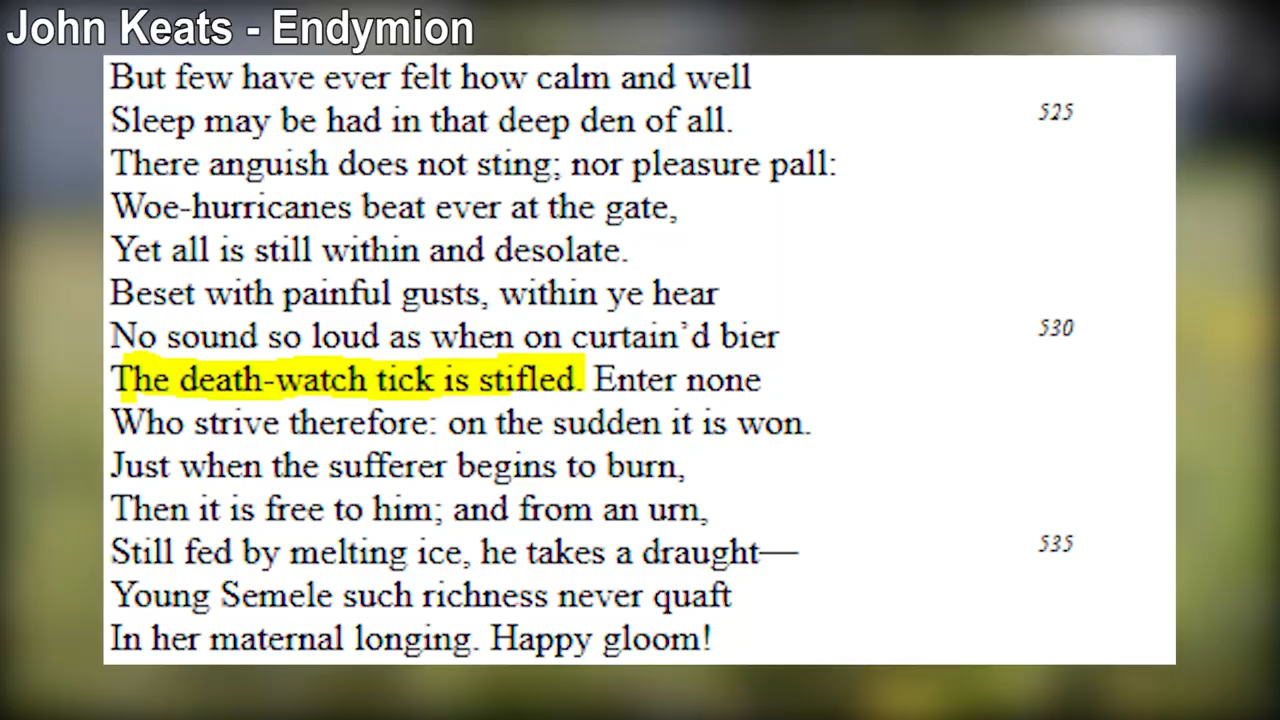 John Keats - Endymion
But few have ever felt how calm and well
Sleep may be had in that deep den of all. 525
There anguish does not sting; nor pleasure pall:
Woe-hurricanes beat ever at the gate,
Yet all is still within and desolate.
Beset with painful gusts, within ye hear
No sound so loud as when on curtain’d bier 530
The death-watch tick is stifled. Enter none
Who strive therefore: on the sudden it is won.
Just when the sufferer begins to burn,
Then it is free to him; and from an urn,
Still fed by melting ice, he takes a draught— 535
Young Semele such richness never quaft
In her maternal longing. Happy gloom!